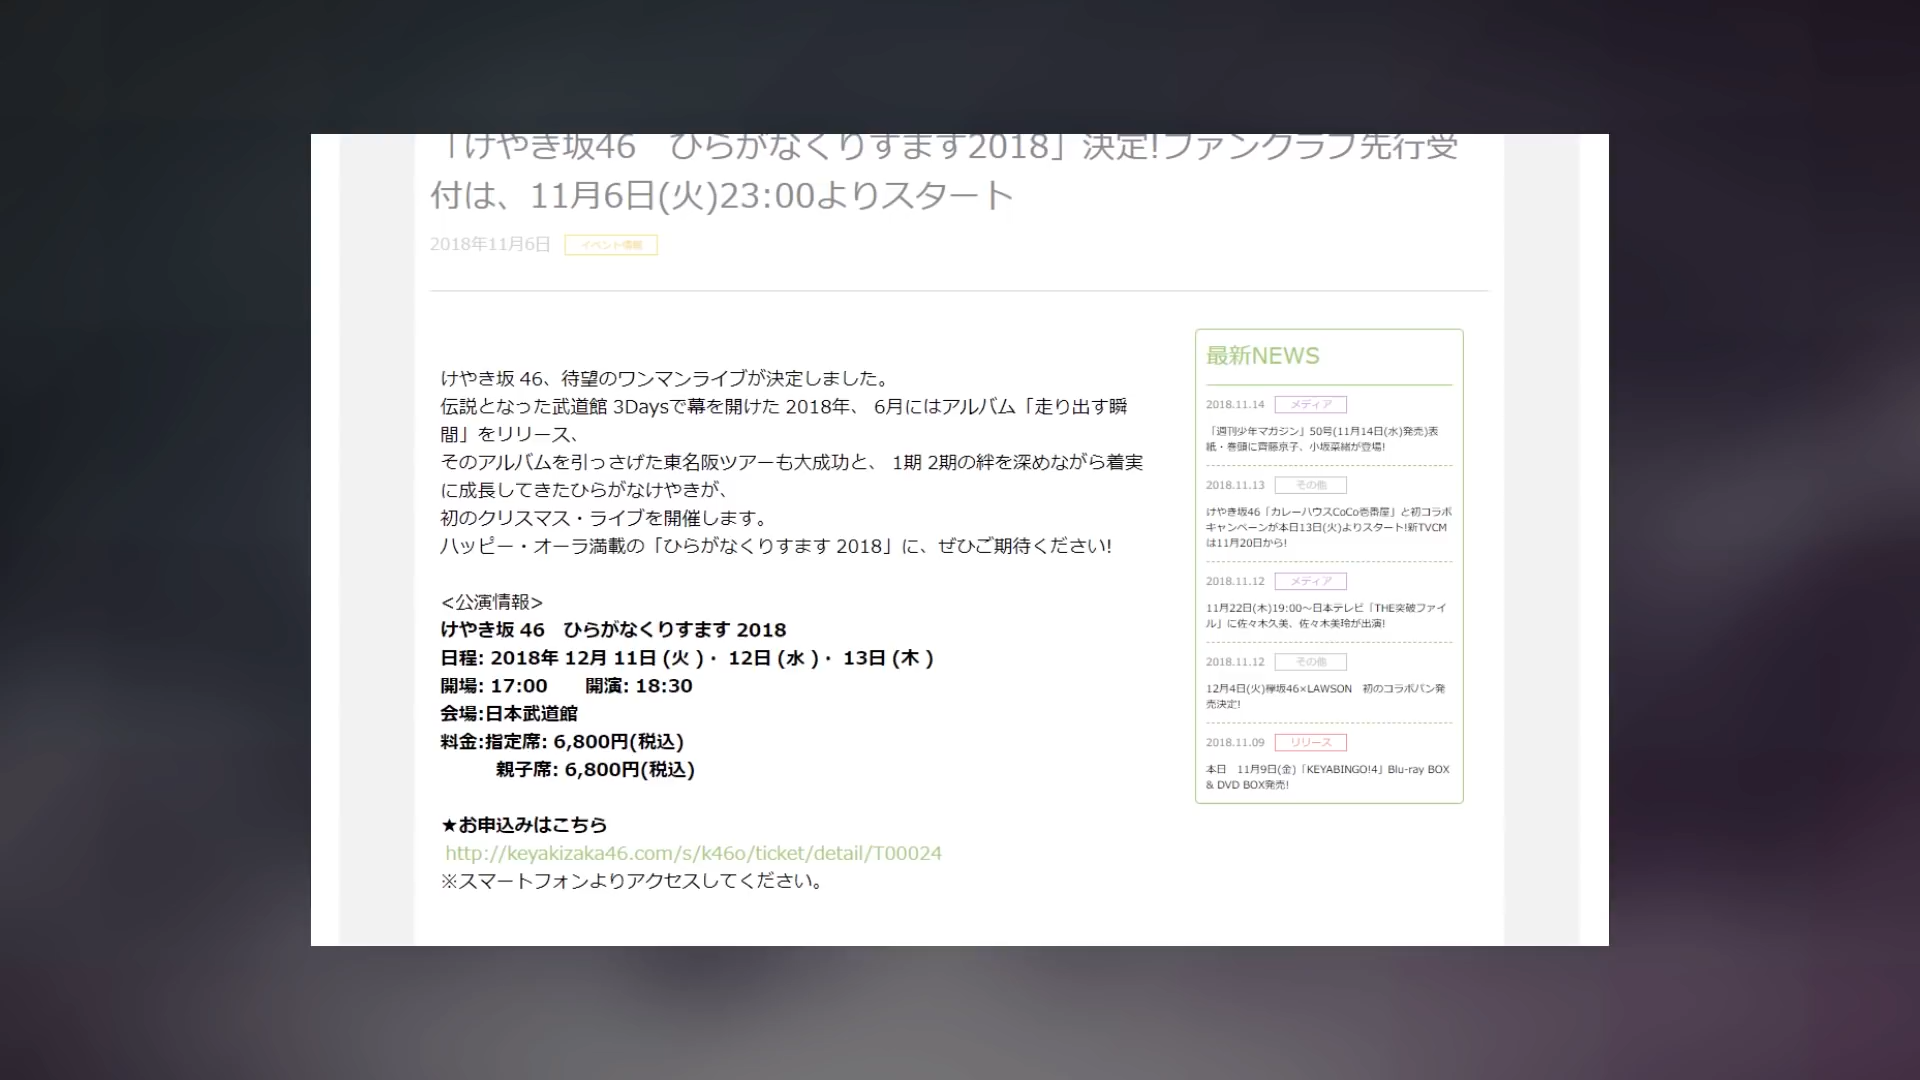 「けやき坂46　ひらがなくりすます2018」決定!ファンクラブ先行受
付は、11月6日(火)23:00よりスタート
2018年11月6日 イベント情報
けやき坂 46、待望のワンマンライブが決定しました。
伝説となった武道館 3Daysで幕を開けた 2018年、 6月にはアルバム「走り出す瞬
間」をリリース、
そのアルバムを引っさげた東名阪ツアーも大成功と、 1期 2期の絆を深めながら着実
に成長してきたひらがなけやきが、
初のクリスマス・ライブを開催します。
ハッピー・オーラ満載の「ひらがなくりすます 2018」に、ぜひご期待ください!
<公演情報>
けやき坂 46　ひらがなくりすます 2018
日程: 2018年 12月 11日 (火 )・ 12日 (水 )・ 13日 (木 )
開場: 17:00　　開演: 18:30
会場:日本武道館
料金:指定席: 6,800円(税込)
親子席: 6,800円(税込)
★お申込みはこちら
http://keyakizaka46.com/s/k46o/ticket/detail/T00024
※スマートフォンよりアクセスしてください。
最新NEWS
2018.11.14 メディア
「週刊少年マガジン」50号(11月14日(水)発売)表
紙・巻頭に齊藤京子、小坂菜緒が登場!
2018.11.13 その他
けやき坂46「カレーハウスCoCo壱番屋」と初コラボ
キャンペーンが本日13日(火)よりスタート!新TVCM
は11月20日から!
2018.11.12 メディア
11月22日(木)19:00～日本テレビ「THE突破ファイ
ル」に佐々木久美、佐々木美玲が出演!
2018.11.12 その他
12月4日(火)欅坂46×LAWSON　初のコラボパン発
売決定!
2018.11.09 リリース
本日　11月9日(金)「KEYABINGO!4」Blu-ray BOX
& DVD BOX発売!